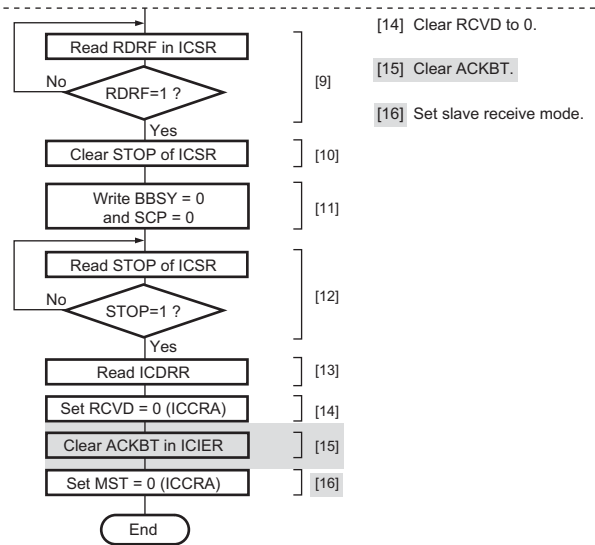 Read RDRF in ICSR
No
RDRF=1 ?
[9]
Yes
Clear STOP of ICSR
[10]
Write BBSY = 0
and SCP = 0
[11]
Read STOP of ICSR
No
STOP=1 ?
[12]
Yes
Read ICDRR
[13]
Set RCVD = 0 (ICCRA)
[14]
Clear ACKBT in ICIER
[15]
Set MST = 0 (ICCRA)
[16]
End
[14] Clear RCVD to 0.
[15] Clear ACKBT.
[16] Set slave receive mode.